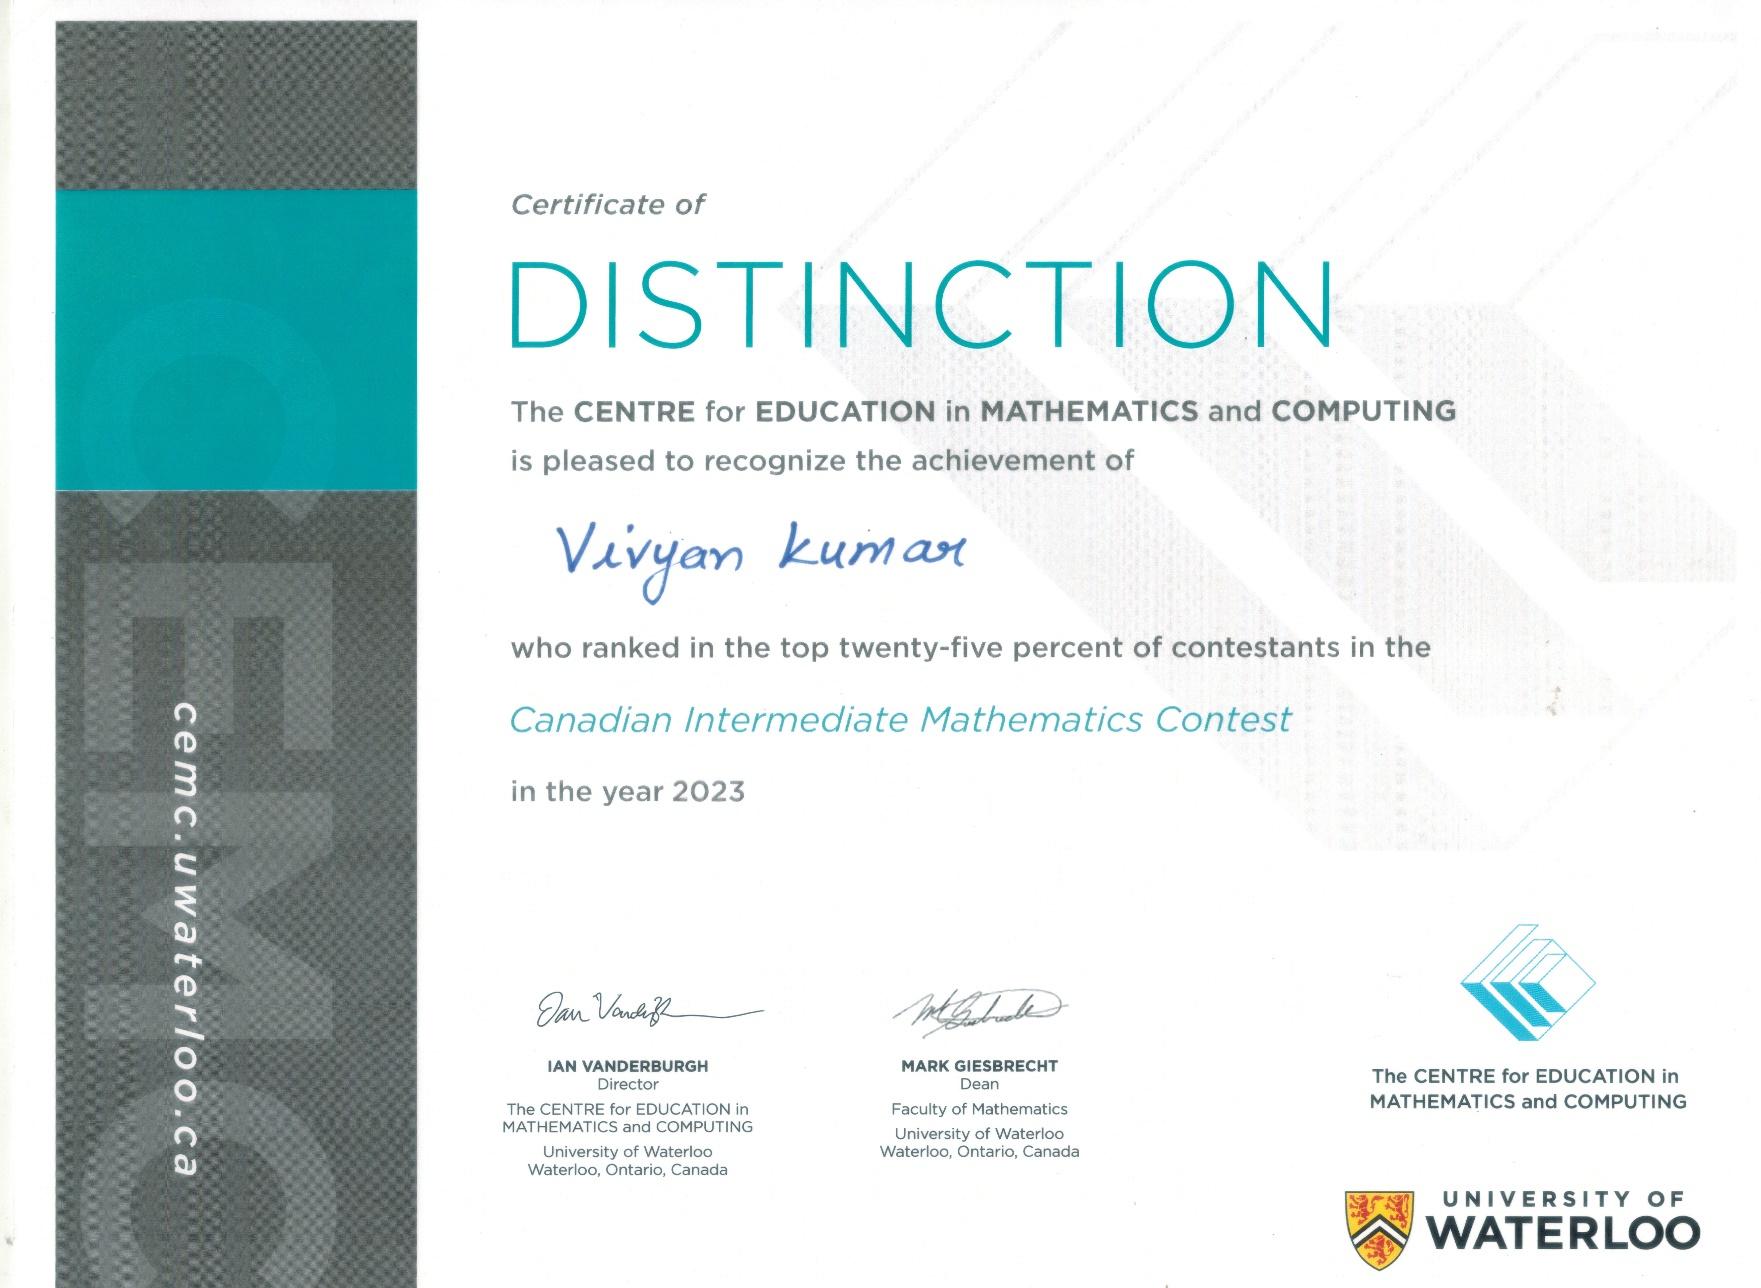 Certificate of
DISTINCTION
The CENTRE for EDUCATION in MATHEMATICS and COMPUTING
is pleased to recognize the achievement of
Vivyan Kumar
who ranked in the top twenty-five percent of contestants in the
Canadian Intermediate Mathematics Contest
in the year 2023
CEMC
cemc.uwaterloo.ca
IAN VANDERBURGH
Director
The CENTRE for EDUCATION in
MATHEMATICS and COMPUTING
University of Waterloo
Waterloo, Ontario, Canada
MARK GIESBRECHT
Dean
Faculty of Mathematics
University of Waterloo
Waterloo, Ontario, Canada
The CENTRE for EDUCATION in
MATHEMATICS and COMPUTING
UNIVERSITY OF
WATERLOO